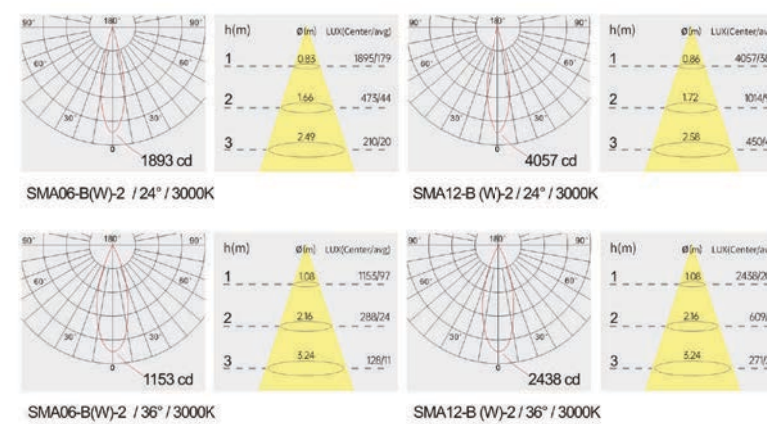 90° 180° 90°
60° 60°
30° 30°
0
1893 cd
h(m) Ø(m) LUX(Center/avg)
1 0.83 1895/179
2 1.66 473/44
3 2.49 210/20
SMA06-B(W)-2 / 24° / 3000K
90° 180° 90°
60° 60°
30° 30°
0
4057 cd
h(m) Ø(m)
1 0.86
2 1.72
3 2.58
SMA12-B (W)-2 / 24° / 3000K
90° 180° 90°
60° 60°
30° 30°
0
1153 cd
h(m) Ø(m) LUX(Center/avg)
1 1.08 1153/97
2 2.16 288/24
3 3.24 128/11
SMA06-B(W)-2 / 36° / 3000K
90° 180° 90°
60° 60°
30° 30°
0
2438 cd
h(m) Ø(m)
1 1.08
2 2.16
3 3.24
SMA12-B (W)-2 / 36° / 3000K